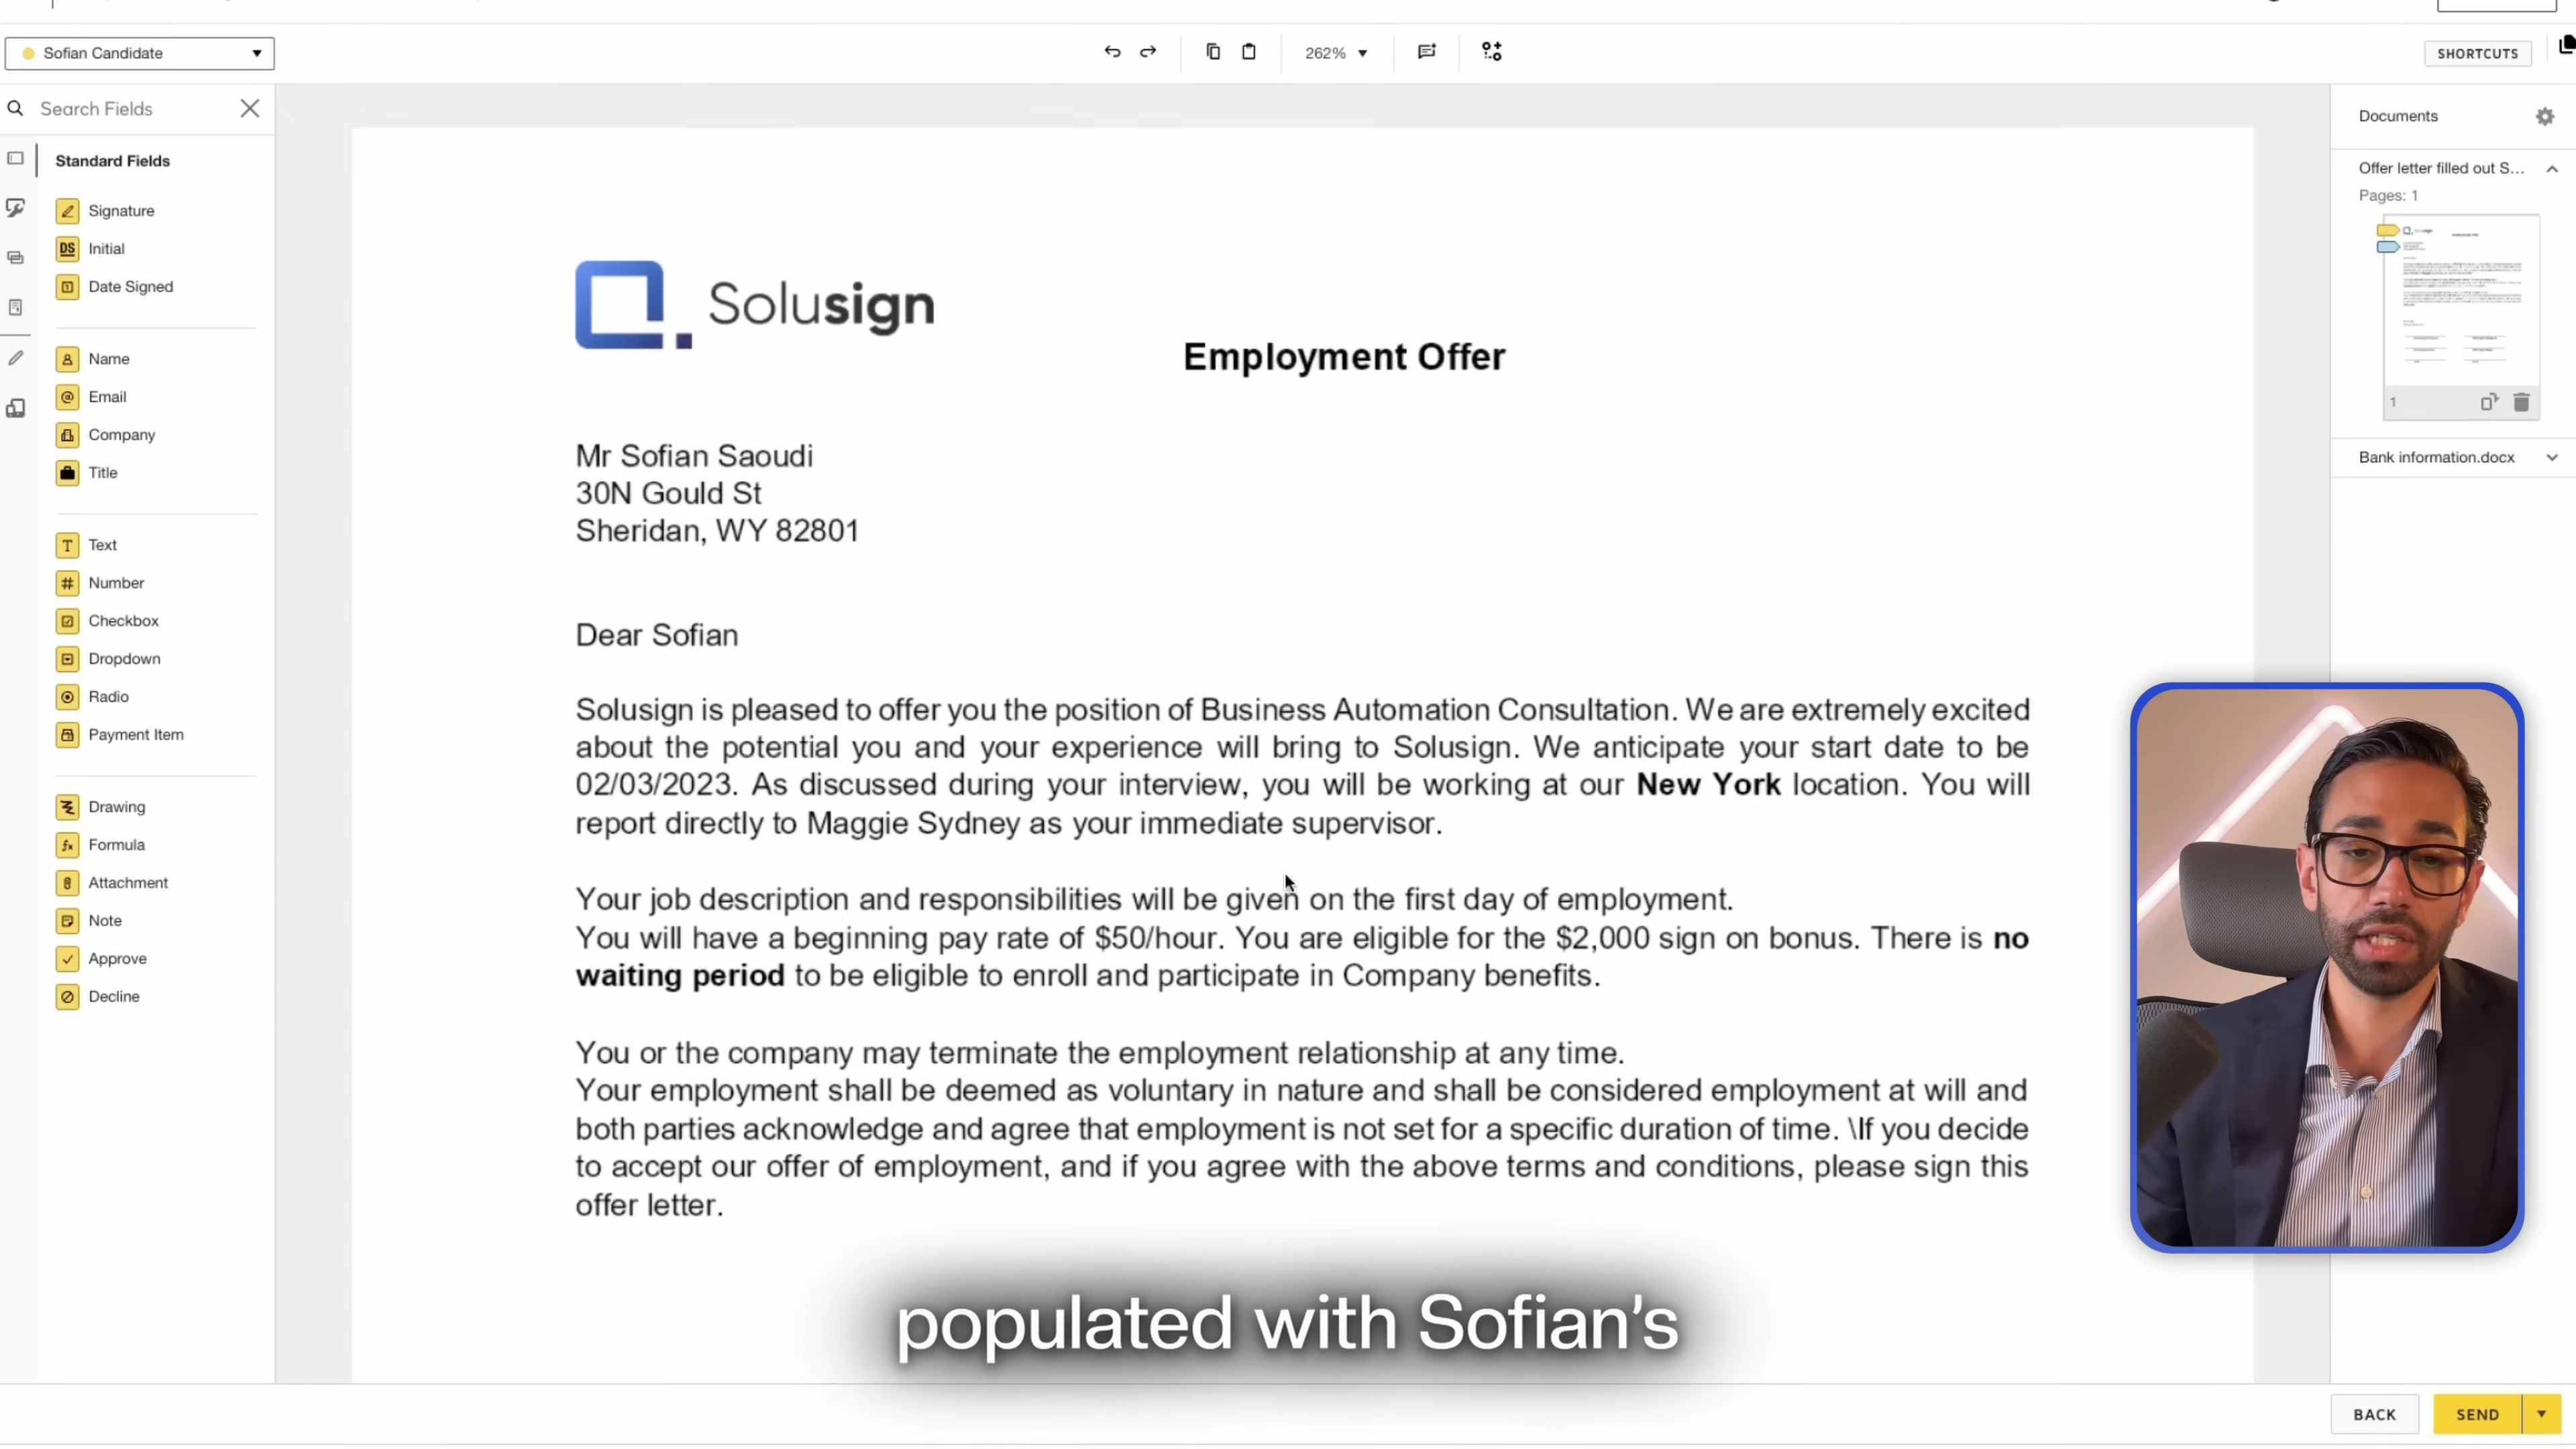 Sofian Candidate
262%
SHORTCUTS
Search Fields
Standard Fields
Signature
DS
Initial
Date Signed
Name
Email
Company
Title
Text
Number
Checkbox
Dropdown
Radio
Payment Item
Drawing
Formula
Attachment
Note
Approve
Decline
Solusign
Employment Offer
Mr Sofian Saoudi
30N Gould St
Sheridan, WY 82801
Dear Sofian
Solusign is pleased to offer you the position of Business Automation Consultation. We are extremely excited
about the potential you and your experience will bring to Solusign. We anticipate your start date to be
02/03/2023. As discussed during your interview, you will be working at our New York location. You will
report directly to Maggie Sydney as your immediate supervisor.
Your job description and responsibilities will be given on the first day of employment.
You will have a beginning pay rate of $50/hour. You are eligible for the $2,000 sign on bonus. There is no
waiting period to be eligible to enroll and participate in Company benefits.
You or the company may terminate the employment relationship at any time.
Your employment shall be deemed as voluntary in nature and shall be considered employment at will and
both parties acknowledge and agree that employment is not set for a specific duration of time. \If you decide
to accept our offer of employment, and if you agree with the above terms and conditions, please sign this
offer letter.
populated with Sofian's
Documents
Offer letter filled out S...
Pages: 1
1
Bank information.docx
BACK
SEND